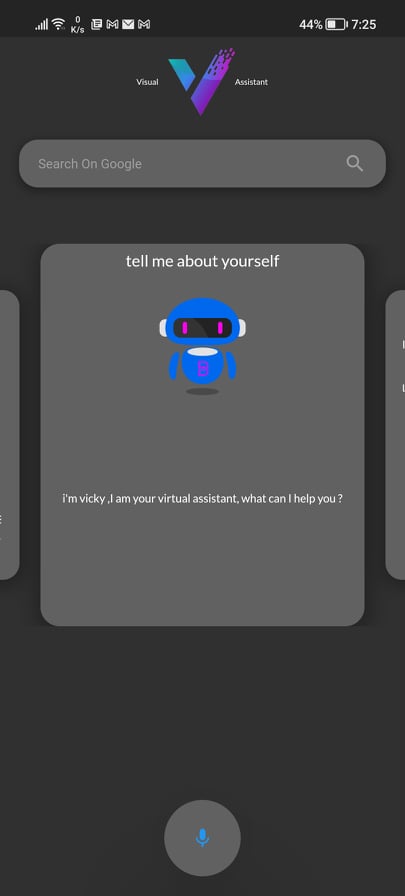 0
K/s
44% 7:25
Visual Assistant
Search On Google
tell me about yourself
i'm vicky ,I am your virtual assistant, what can I help you ?